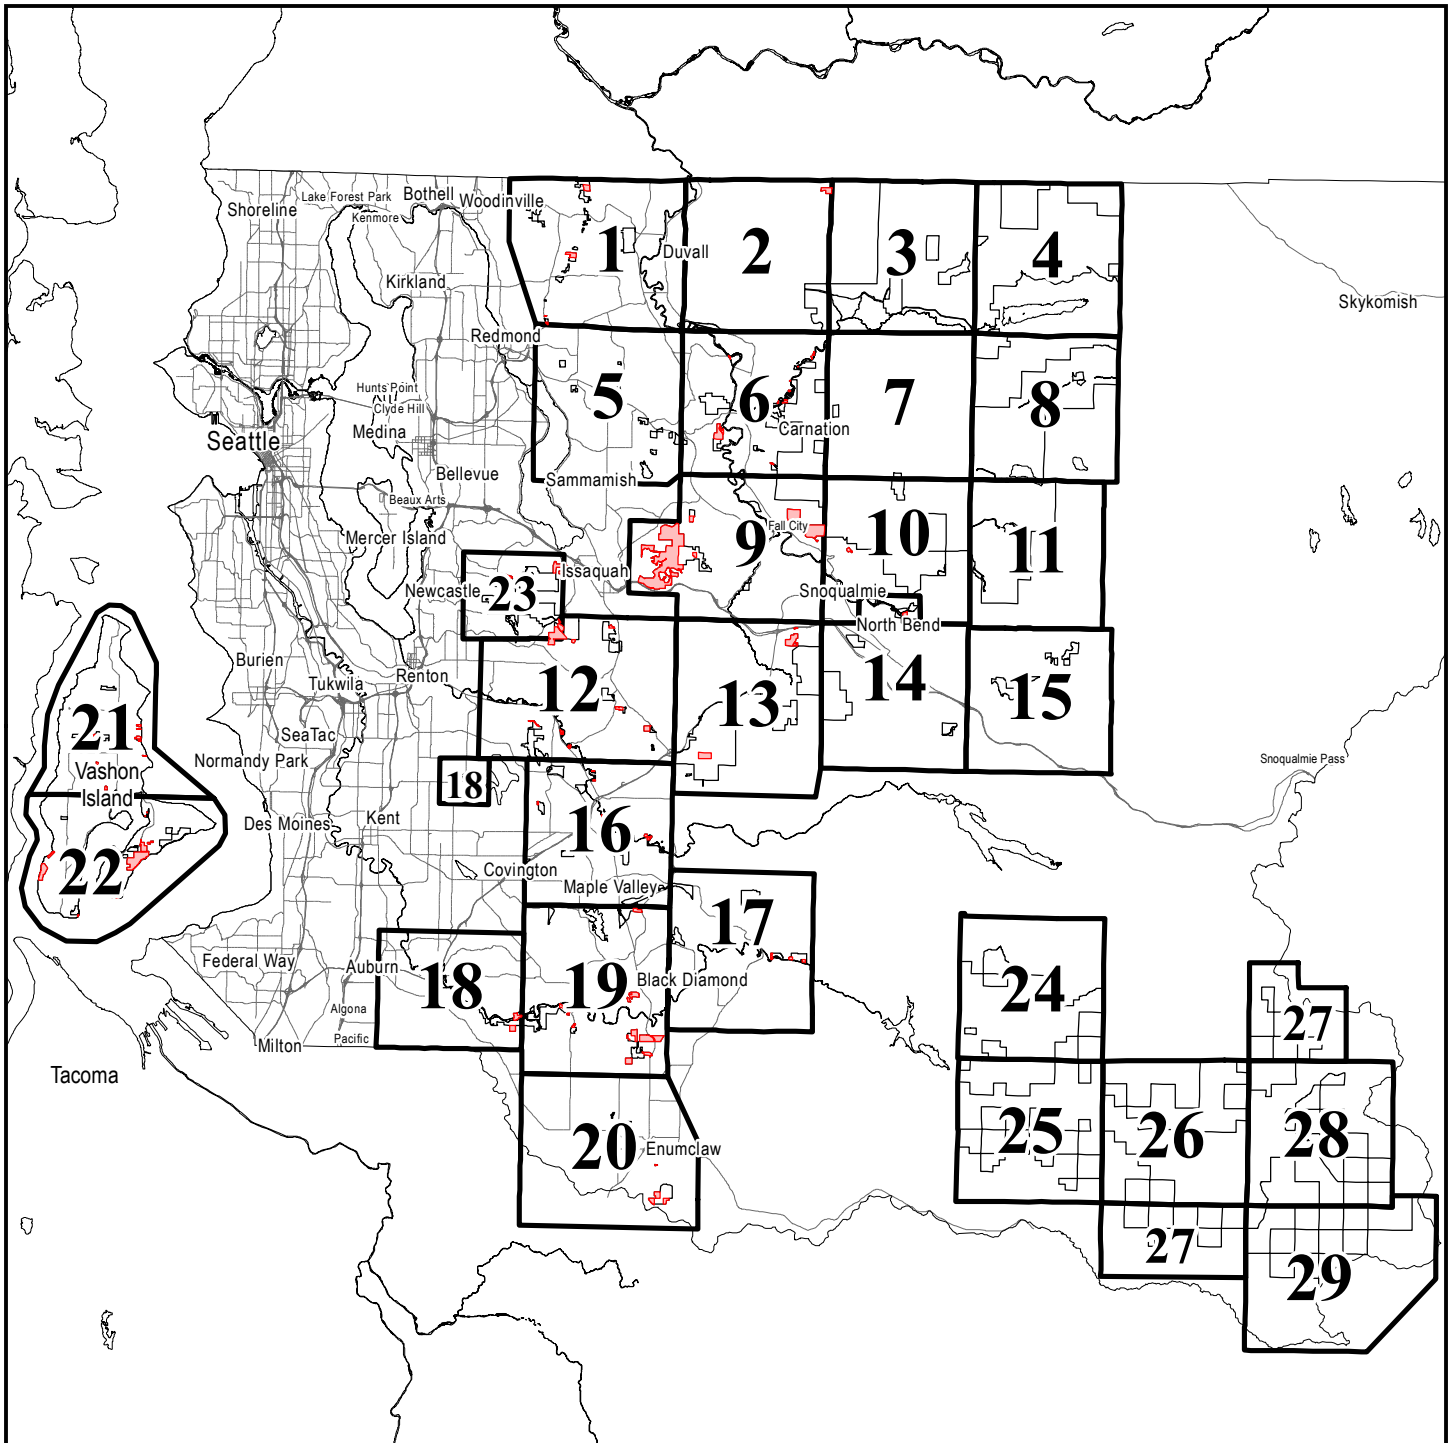 Lake Forest Park
Bothell
Woodinville
Shoreline
Kenmore
1
2
3
4
Duvall
Kirkland
Skykomish
Redmond
Hunts Point
Clyde Hill
5
6
7
8
Medina
Carnation
Seattle
Bellevue
Sammamish
Beaux Arts
Mercer Island
Fall City
9
10
11
Issaquah
Newcastle
23
Snoqualmie
North Bend
Burien
Tukwila
Renton
12
13
14
15
21
SeaTac
Normandy Park
Snoqualmie Pass
Vashon
Island
18
Des Moines
Kent
16
22
Covington
Maple Valley
17
Federal Way
Auburn
18
19
Black Diamond
24
Algona
27
Pacific
Milton
Tacoma
20
Enumclaw
25
26
28
27
29